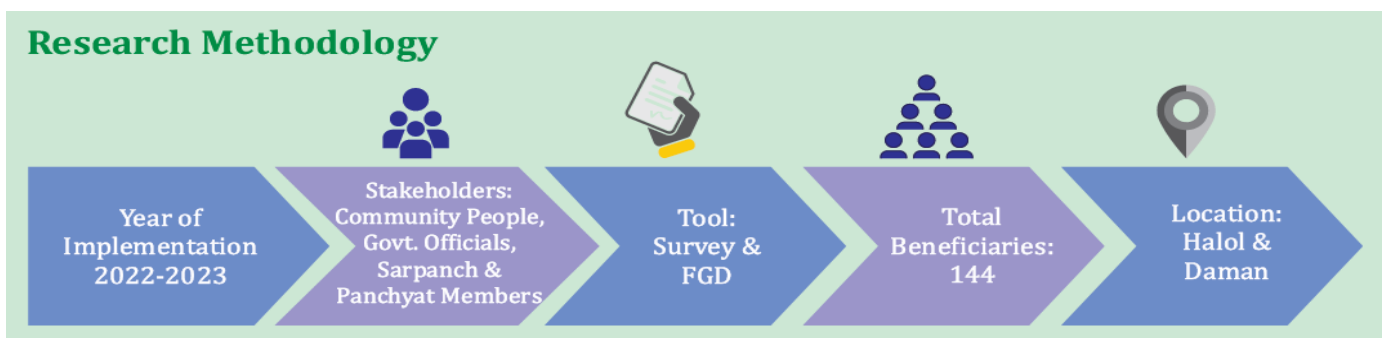 Research Methodology
Year of
Implementation
2022-2023
Stakeholders:
Community People,
Govt. Officials,
Sarpanch &
Panchyat Members
Tool:
Survey &
FGD
Total
Beneficiaries:
144
Location:
Halol &
Daman